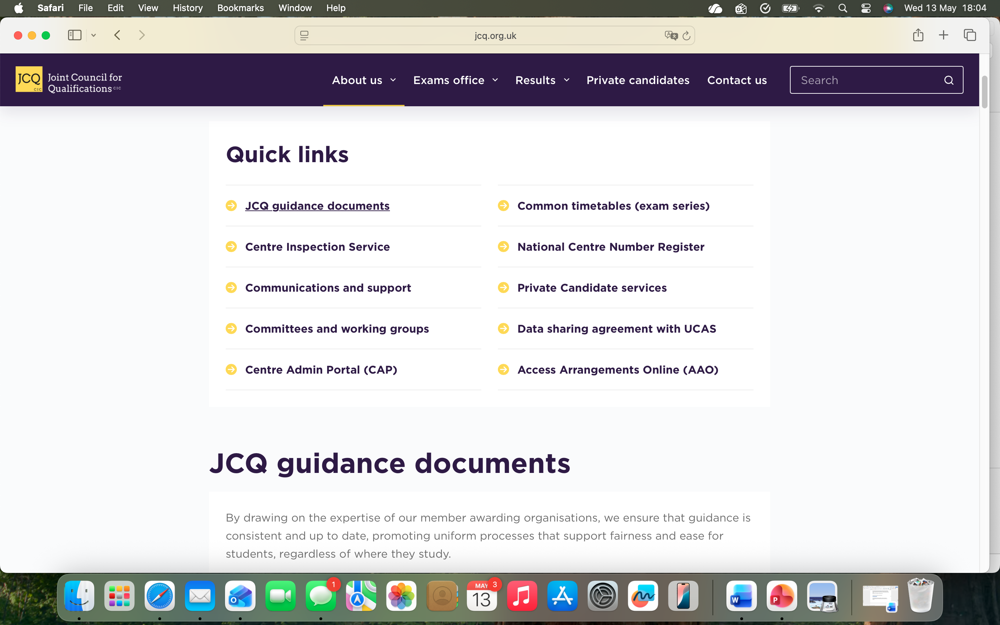 Safari File Edit View History Bookmarks Window Help Wed 13 May 18:04
jcq.org.uk
JCQ CIC Joint Council for Qualifications CIC
About us Exams office Results Private candidates Contact us Search
Quick links
JCQ guidance documents
Common timetables (exam series)
Centre Inspection Service
National Centre Number Register
Communications and support
Private Candidate services
Committees and working groups
Data sharing agreement with UCAS
Centre Admin Portal (CAP)
Access Arrangements Online (AAO)
JCQ guidance documents
By drawing on the expertise of our member awarding organisations, we ensure that guidance is
consistent and up to date, promoting uniform processes that support fairness and ease for
students, regardless of where they study.
1
MAY 3
13
O
W
P